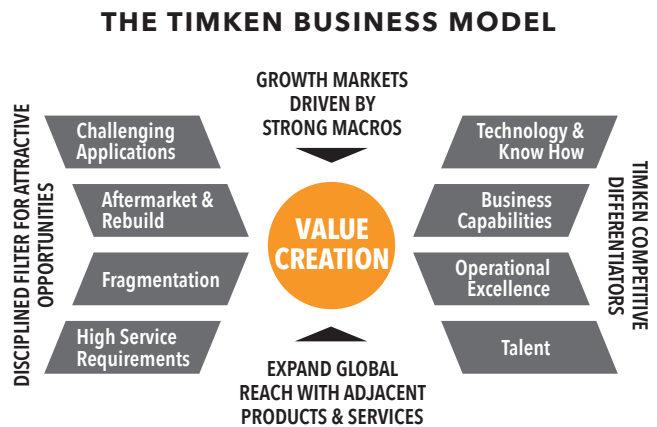 THE TIMKEN BUSINESS MODEL
DISCIPLINED FILTER FOR ATTRACTIVE
OPPORTUNITIES
Challenging
Applications
Aftermarket &
Rebuild
Fragmentation
High Service
Requirements
GROWTH MARKETS
DRIVEN BY
STRONG MACROS
VALUE
CREATION
EXPAND GLOBAL
REACH WITH ADJACENT
PRODUCTS & SERVICES
Technology &
Know How
Business
Capabilities
Operational
Excellence
Talent
TIMKEN COMPETITIVE
DIFFERENTIATORS